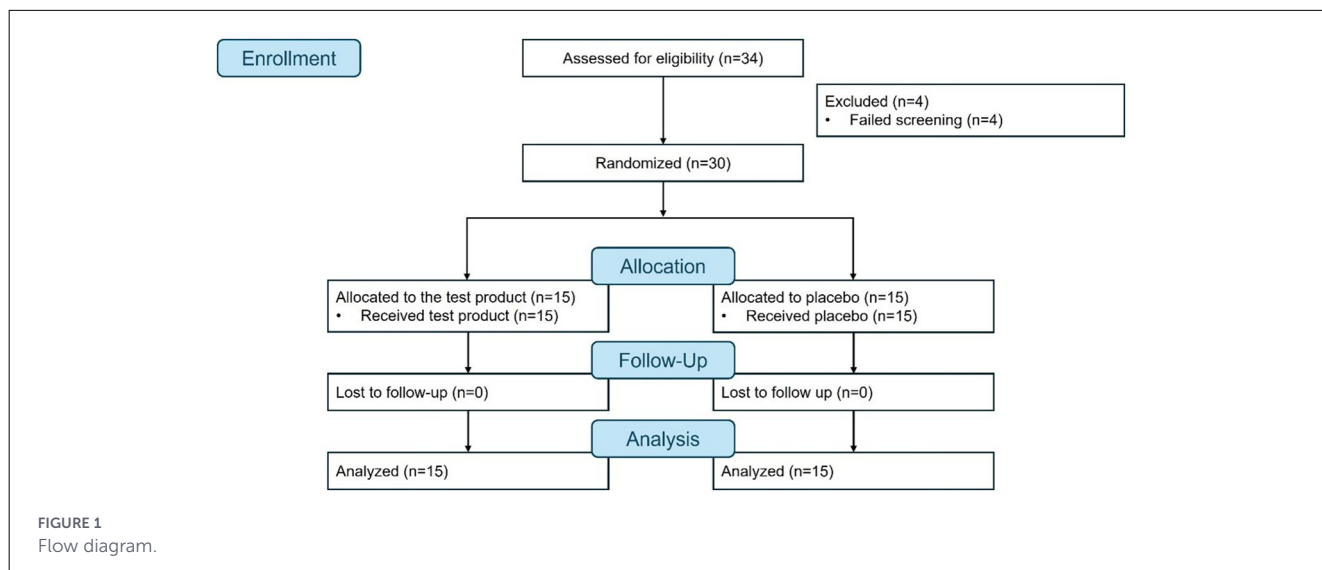 Enrollment
Assessed for eligibility (n=34)
Excluded (n=4)
• Failed screening (n=4)
Randomized (n=30)
Allocation
Allocated to the test product (n=15)
• Received test product (n=15)
Allocated to placebo (n=15)
• Received placebo (n=15)
Follow-Up
Lost to follow-up (n=0)
Lost to follow up (n=0)
Analysis
Analyzed (n=15)
Analyzed (n=15)
FIGURE 1
Flow diagram.